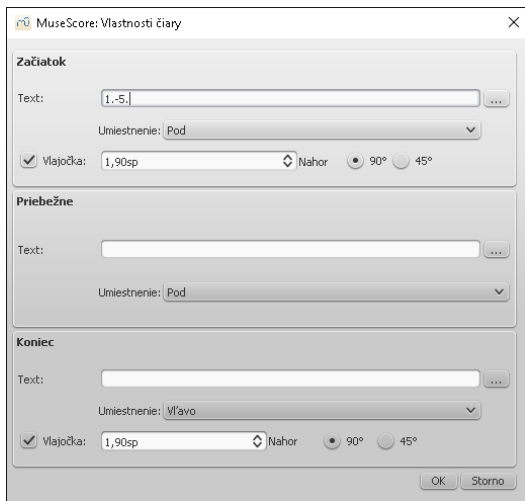 MuseScore: Vlastnosti čiary
Začiatok
Text: 1.-5. ...
Umiestnenie: Pod
Vlajočka: 1,90sp Nahor 90° 45°
Priebežne
Text: ...
Umiestnenie: Pod
Koniec
Text: ...
Umiestnenie: Vľavo
Vlajočka: 1,90sp Nahor 90° 45°
OK Storno